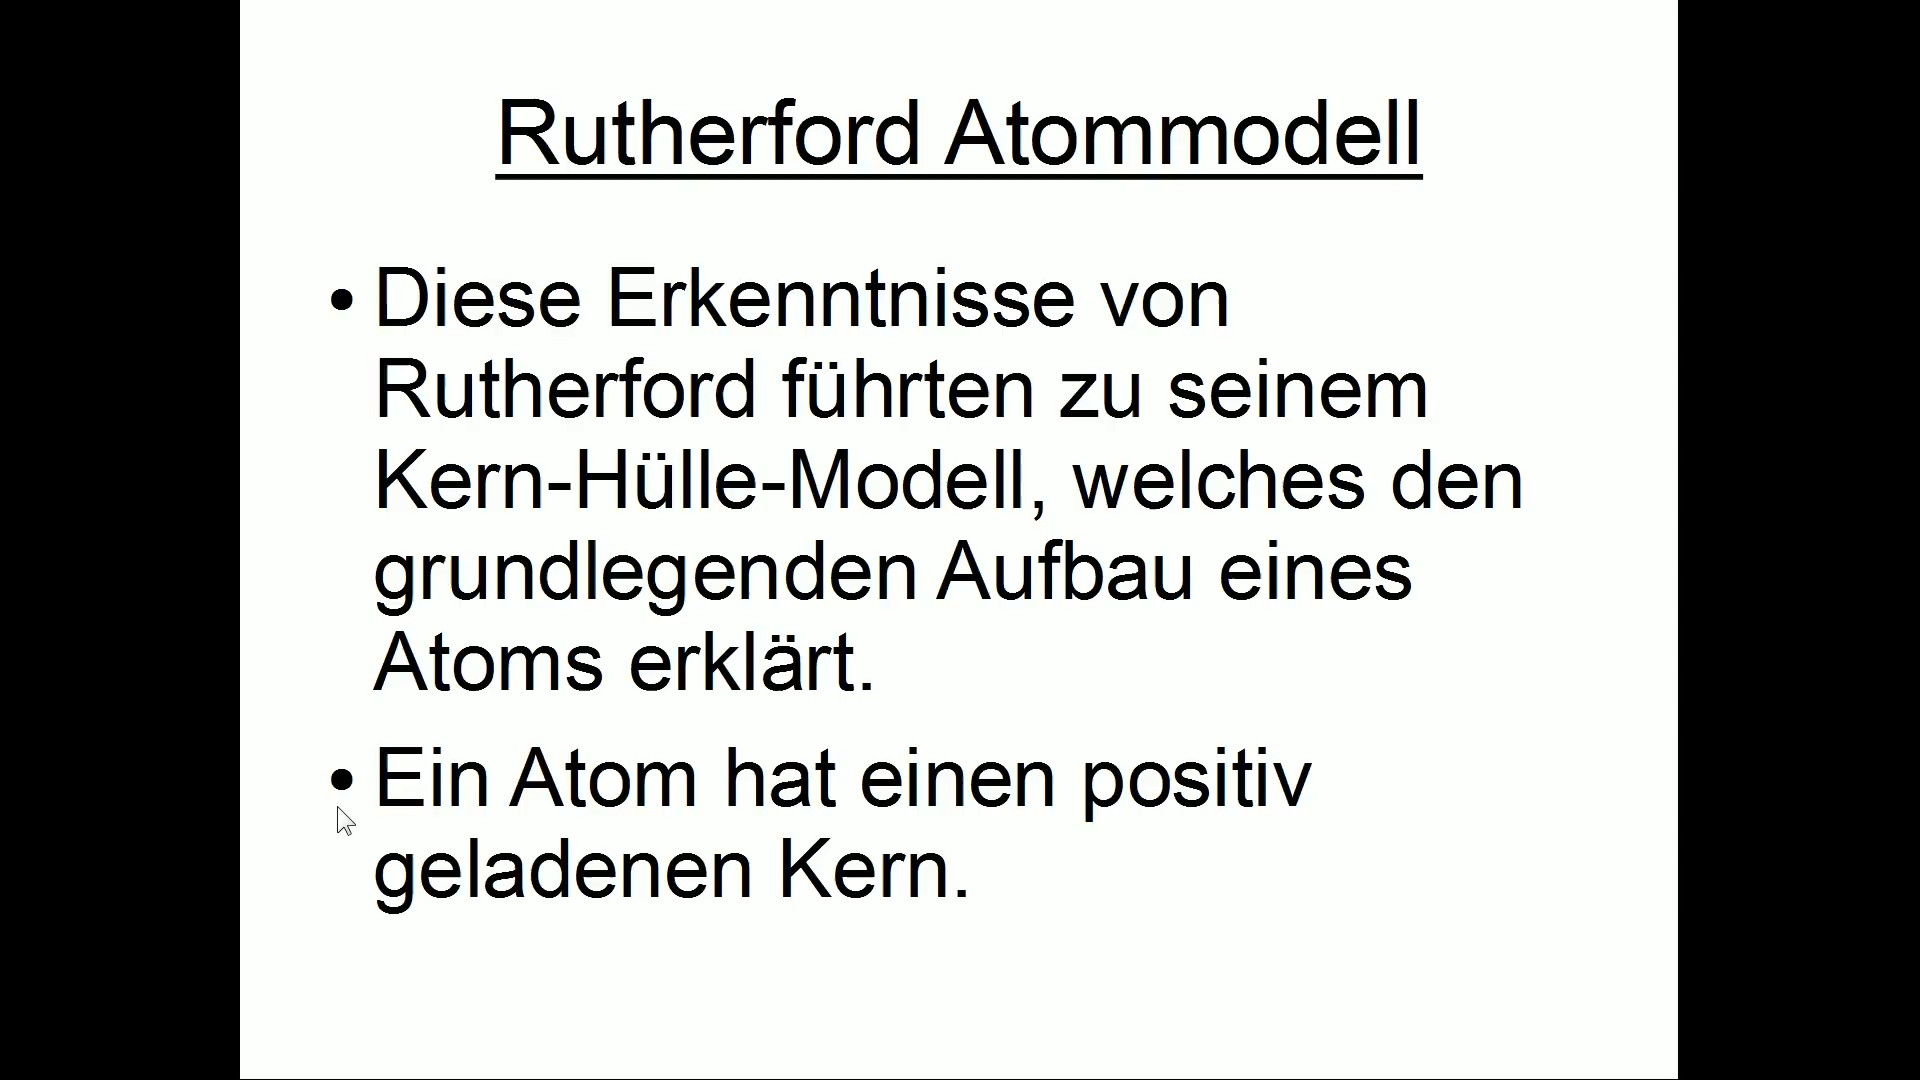 Rutherford Atommodell
• Diese Erkenntnisse von
Rutherford führten zu seinem
Kern-Hülle-Modell, welches den
grundlegenden Aufbau eines
Atoms erklärt.
• Ein Atom hat einen positiv
geladenen Kern.